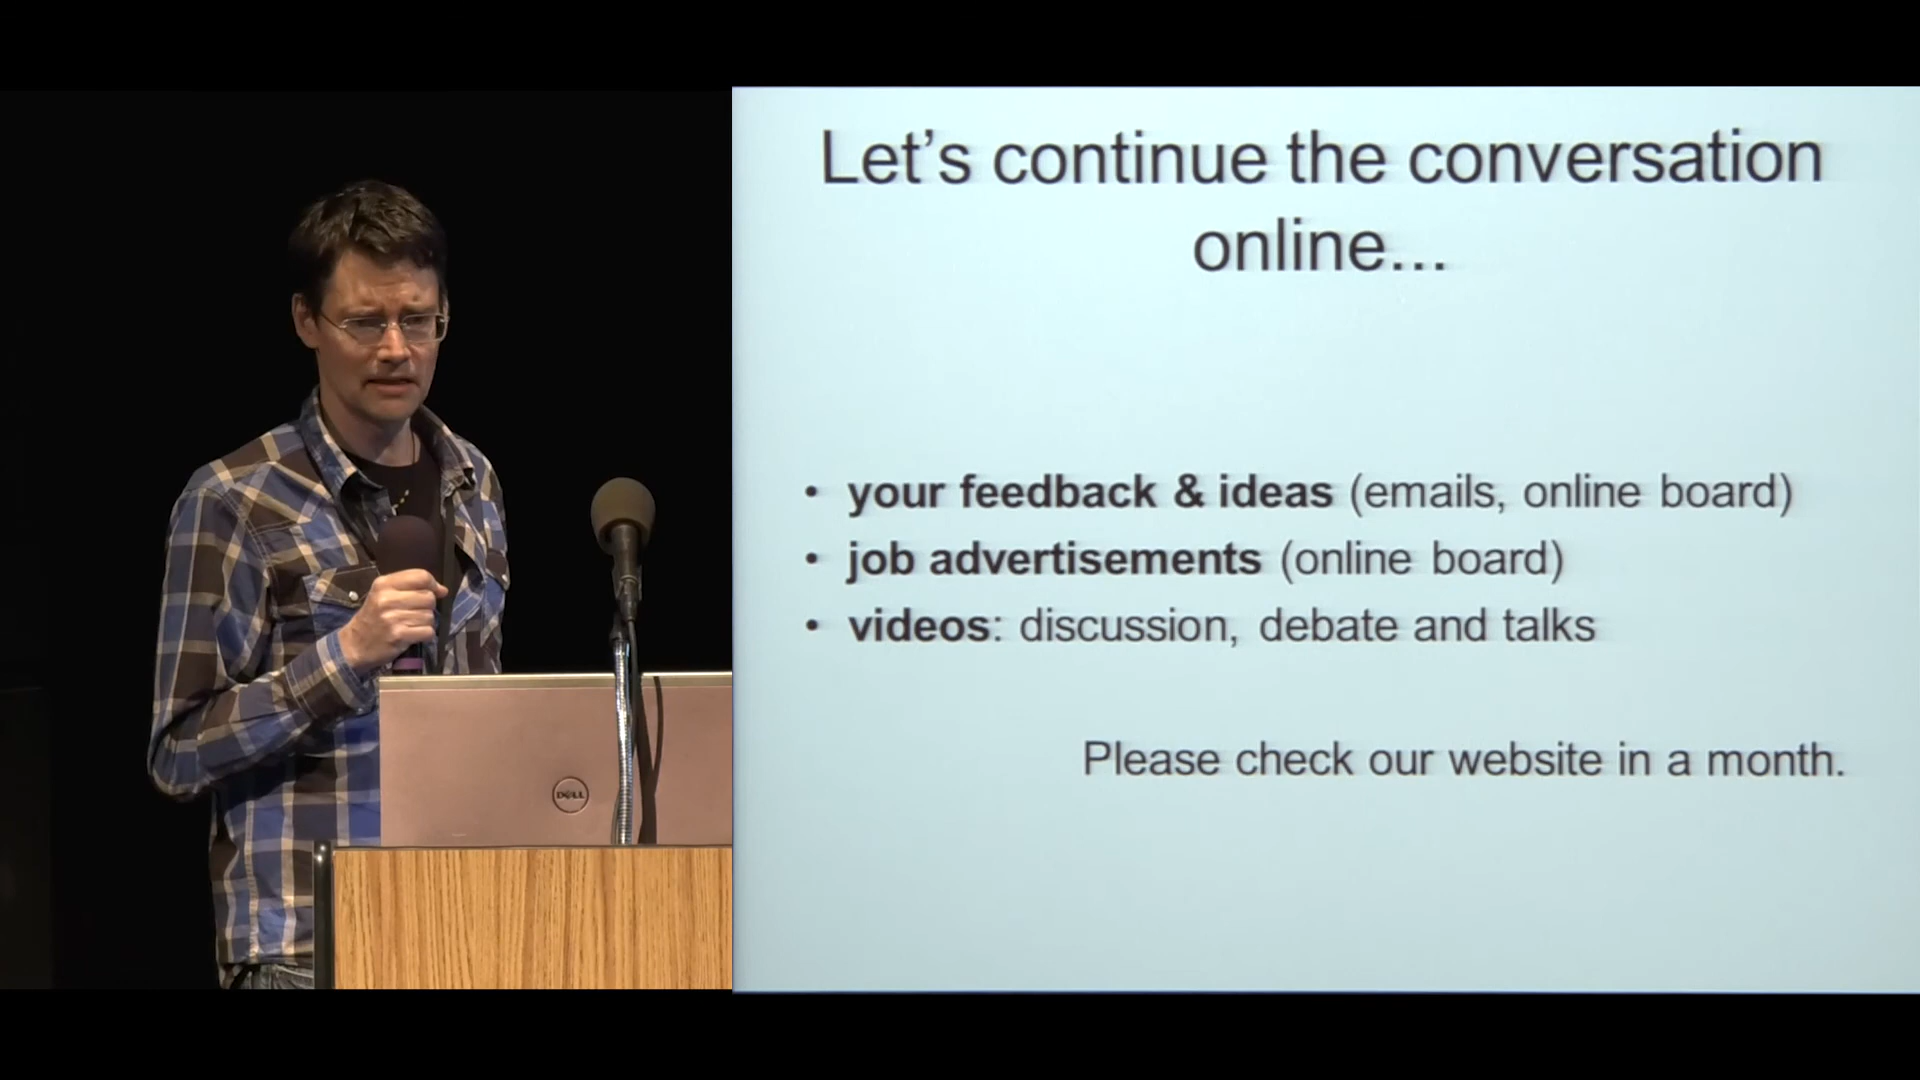 Let’s continue the conversation
online...
• your feedback & ideas (emails, online board)
• job advertisements (online board)
• videos: discussion, debate and talks
Please check our website in a month.
DELL